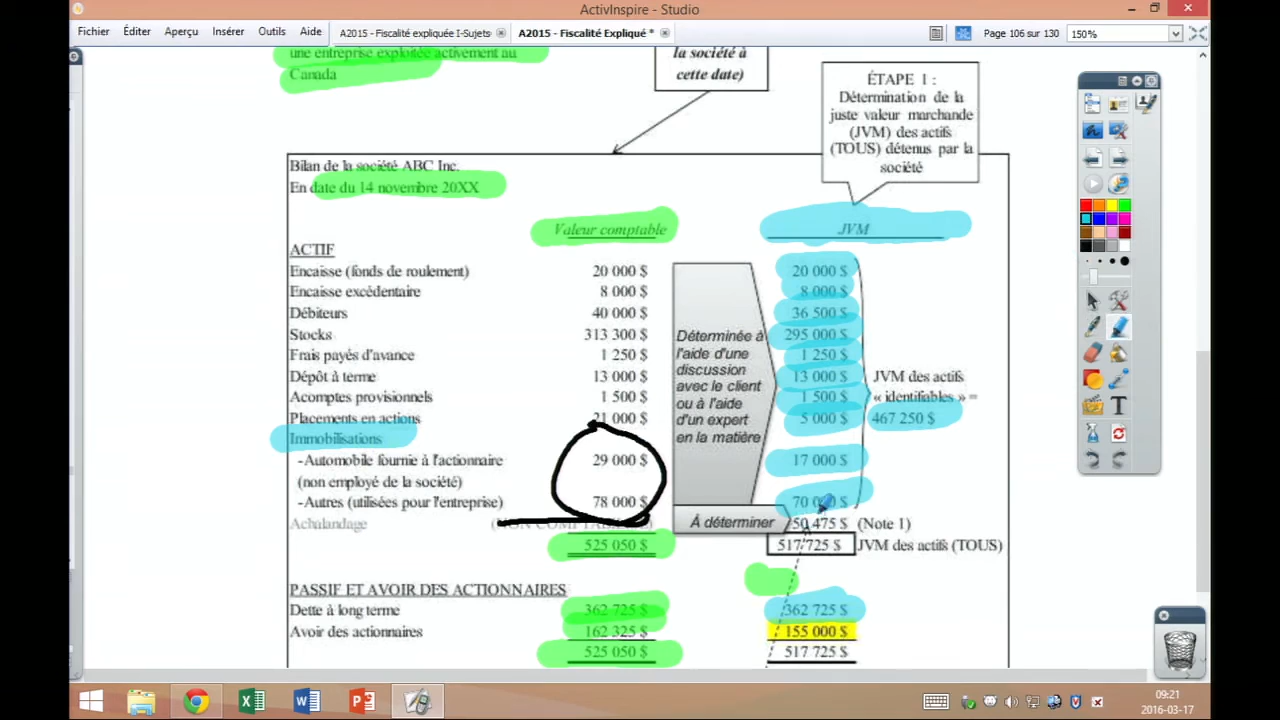 ActivInspire - Studio
Fichier Éditer Aperçu Insérer Outils Aide
A2015 - Fiscalité expliquée I-Sujets
A2015 - Fiscalité Expliqué *
Page 106 sur 130
150%
une entreprise exploitée activement au
Canada
la société à
cette date)
ÉTAPE 1 :
Détermination de la
juste valeur marchande
(JVM) des actifs
(TOUS) détenus par la
société
Bilan de la société ABC Inc.
En date du 14 novembre 20XX
Valeur comptable JVM
ACTIF
Encaisse (fonds de roulement) 20 000 $ 20 000 $
Encaisse excédentaire 8 000 $ 8 000 $
Débiteurs 40 000 $ 36 500 $
Stocks 313 300 $ 295 000 $
Frais payés d'avance 1 250 $ 1 250 $
Dépôt à terme 13 000 $ 13 000 $
Acomptes provisionnels 1 500 $ 1 500 $
Placements en actions 21 000 $ 5 000 $
Immobilisations
-Automobile fournie à l'actionnaire 29 000 $ 17 000 $
(non employé de la société)
-Autres (utilisées pour l'entreprise) 78 000 $ 70 000 $
Achalandage 50 475 $ (Note 1)
525 050 $ 517 725 $ JVM des actifs (TOUS)
Déterminée à
l'aide d'une
discussion
avec le client
ou à l'aide
d'un expert
en la matière
À déterminer
JVM des actifs
« identifiables » =
467 250 $
PASSIF ET AVOIR DES ACTIONNAIRES
Dette à long terme 362 725 $ 362 725 $
Avoir des actionnaires 162 325 $ 155 000 $
525 050 $ 517 725 $
09:21
2016-03-17